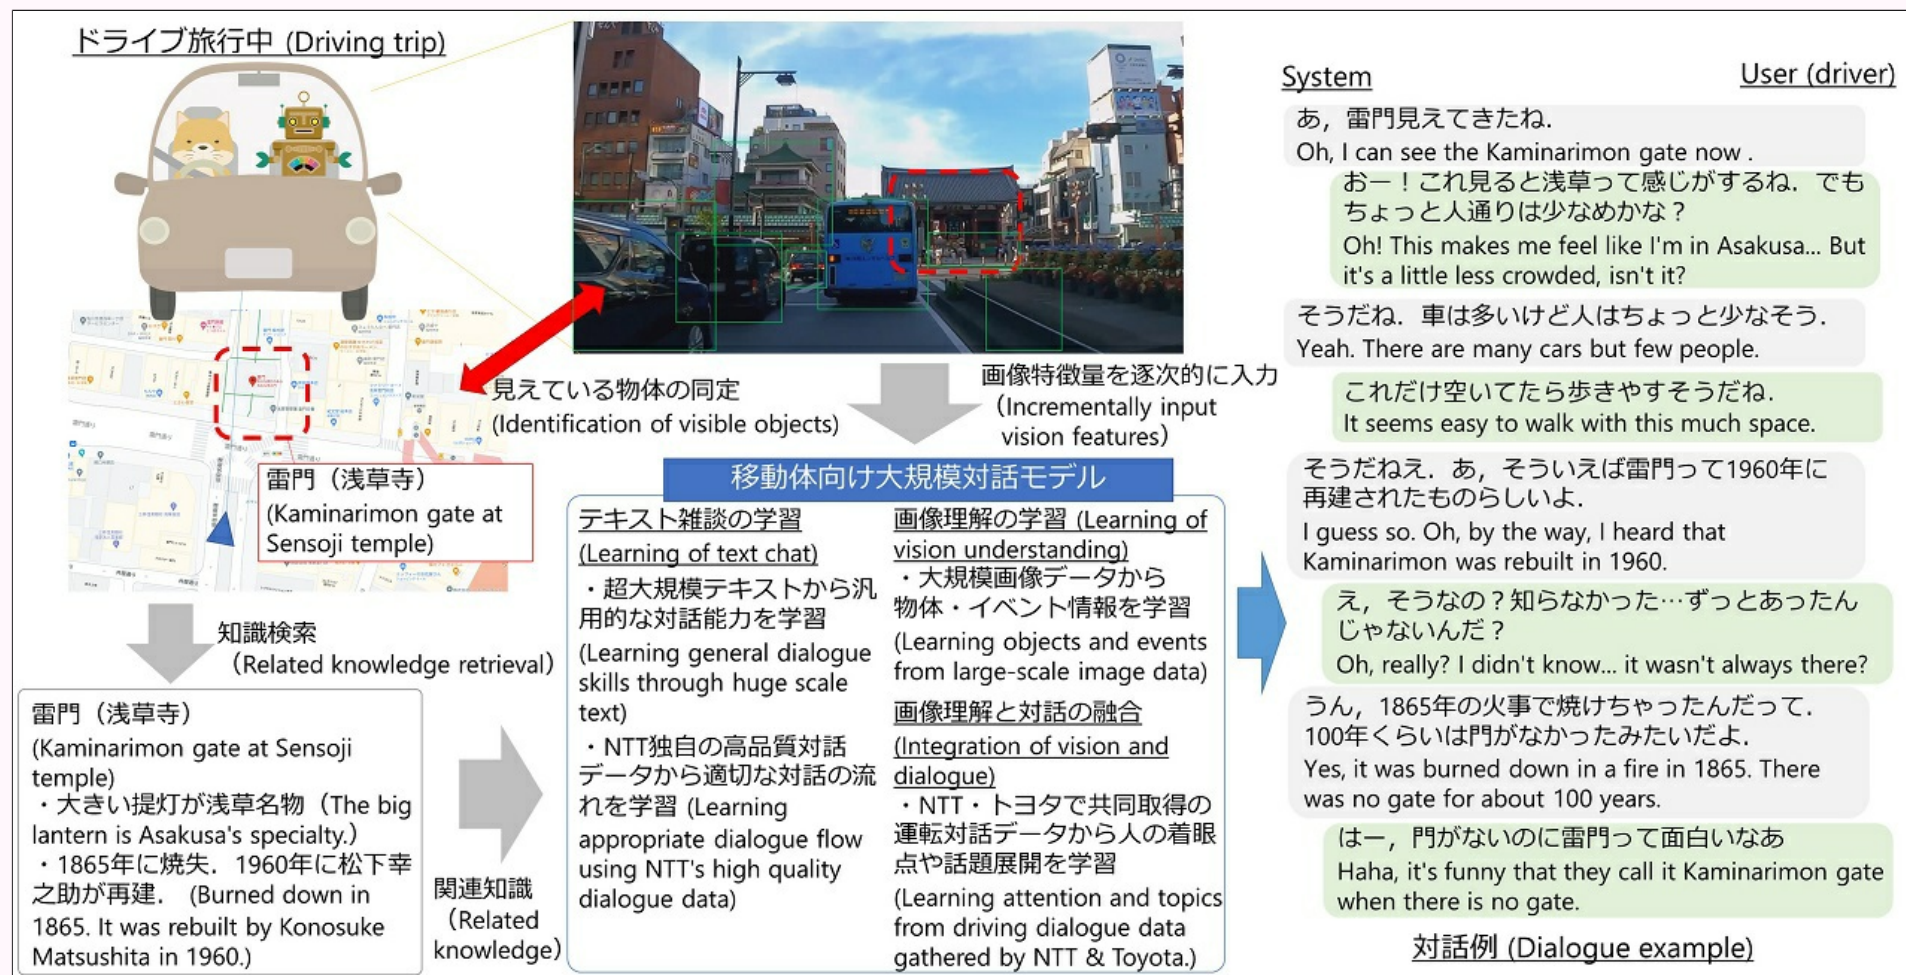 ドライブ旅行中 (Driving trip)
見えている物体の同定
(Identification of visible objects)
画像特徴量を逐次的に入力
（Incrementally input
vision features）
雷門（浅草寺）
(Kaminarimon gate at
Sensoji temple)
知識検索
（Related knowledge retrieval）
雷門（浅草寺）
(Kaminarimon gate at Sensoji
temple)
・大きい提灯が浅草名物（The big
lantern is Asakusa's specialty.）
・1865年に焼失．1960年に松下幸
之助が再建． (Burned down in
1865. It was rebuilt by Konosuke
Matsushita in 1960.)
関連知識
（Related
knowledge）
移動体向け大規模対話モデル
テキスト雑談の学習
(Learning of text chat)
・超大規模テキストから汎
用的な対話能力を学習
(Learning general dialogue
skills through huge scale
text)
・NTT独自の高品質対話
データから適切な対話の流
れを学習 (Learning
appropriate dialogue flow
using NTT's high quality
dialogue data)
画像理解の学習 (Learning of
vision understanding)
・大規模画像データから
物体・イベント情報を学習
(Learning objects and events
from large-scale image data)
画像理解と対話の融合
(Integration of vision and
dialogue)
・NTT・トヨタで共同取得の
運転対話データから人の着眼
点や話題展開を学習
(Learning attention and topics
from driving dialogue data
gathered by NTT & Toyota.)
System
User (driver)
あ，雷門見えてきたね．
Oh, I can see the Kaminarimon gate now .
おー！これ見ると浅草って感じがするね．でも
ちょっと人通りは少なめかな？
Oh! This makes me feel like I'm in Asakusa... But
it's a little less crowded, isn't it?
そうだね．車は多いけど人はちょっと少なそう．
Yeah. There are many cars but few people.
これだけ空いてたら歩きやすそうだね．
It seems easy to walk with this much space.
そうだねえ．あ，そういえば雷門って1960年に
再建されたものらしいよ．
I guess so. Oh, by the way, I heard that
Kaminarimon was rebuilt in 1960.
え，そうなの？知らなかった…ずっとあったん
じゃないんだ？
Oh, really? I didn't know... it wasn't always there?
うん，1865年の火事で焼けちゃったんだって．
100年くらいは門がなかったみたいだよ．
Yes, it was burned down in a fire in 1865. There
was no gate for about 100 years.
はー，門がないのに雷門って面白いなあ
Haha, it's funny that they call it Kaminarimon gate
when there is no gate.
対話例 (Dialogue example)